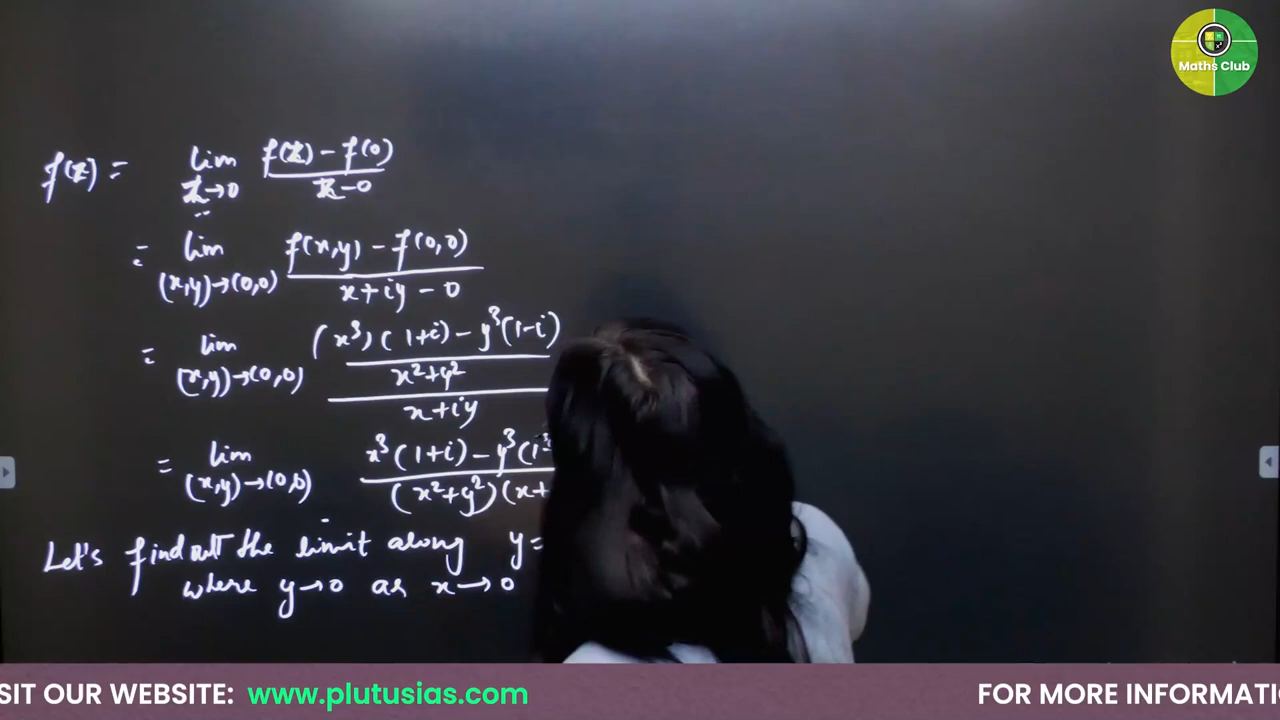 Maths Club
f(z) = lim z→0 f(z) - f(0) / z - 0
= lim (x,y)→(0,0) f(x,y) - f(0,0) / x+iy - 0
= lim (x,y)→(0,0) (x³)(1+i) - y³(1-i) / x²+y² / x+iy
= lim (x,y)→(0,0) x³(1+i) - y³(1- / (x²+y²)(x+
Let's find out the limit along y=
where y→0 as x→0
SIT OUR WEBSITE: www.plutusias.com FOR MORE INFORMATI